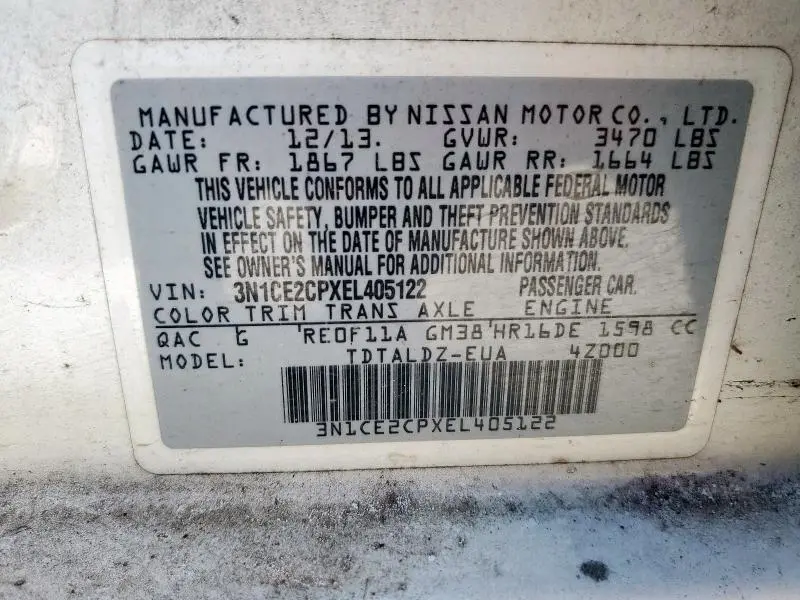 MANUFACTURED BY NISSAN MOTOR CO., LTD.
DATE: 12/13. GVWR: 3470 LBS
GAWR FR: 1867 LBS GAWR RR: 1664 LBS
THIS VEHICLE CONFORMS TO ALL APPLICABLE FEDERAL MOTOR
VEHICLE SAFETY, BUMPER AND THEFT PREVENTION STANDARDS
IN EFFECT ON THE DATE OF MANUFACTURE SHOWN ABOVE.
SEE OWNER'S MANUAL FOR ADDITIONAL INFORMATION.
VIN: 3N1CE2CPXEL405122 PASSENGER CAR.
COLOR TRIM TRANS AXLE ENGINE
QAC G RE0F11A GM38 HR16DE 1598 CC
MODEL: TDTALDZ-EUA 4Z000
3N1CE2CPXEL405122